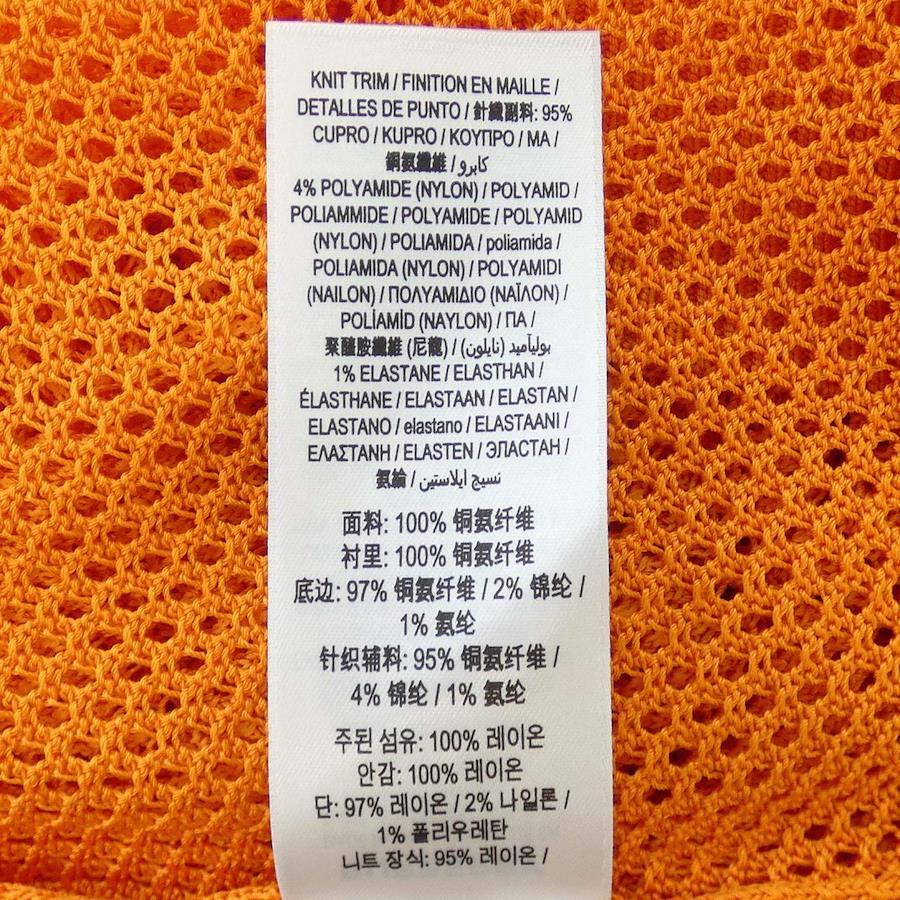 KNIT TRIM / FINITION EN MAILLE /
DETALLES DE PUNTO / 針織副料: 95%
CUPRO / KUPRO / ΚΟΥΠΡΟ / MA /
銅氨纖維 / كابرو
4% POLYAMIDE (NYLON) / POLYAMID /
POLIAMMIDE / POLYAMIDE / POLYAMID
(NYLON) / POLIAMIDA / poliamida /
POLIAMIDA (NYLON) / POLYAMIDI
(NAILON) / ΠΟΛΥΑΜΙΔΙΟ (ΝΑΪΛΟΝ) /
POLİAMİD (NAYLON) / ПА /
聚醯胺纖維 (尼龍) / بولیآمید (نایلون)
1% ELASTANE / ELASTHAN /
ÉLASTHANE / ELASTAAN / ELASTAN /
ELASTANO / elastano / ELASTAANI /
ΕΛΑΣΤΑΝΗ / ELASTEN / ЭЛАСТАН /
氨綸 / نسیج ایلاستین
面料: 100% 铜氨纤维
衬里: 100% 铜氨纤维
底边: 97% 铜氨纤维 / 2% 锦纶 /
1% 氨纶
针织辅料: 95% 铜氨纤维 /
4% 锦纶 / 1% 氨纶
주된 섬유: 100% 레이온
안감: 100% 레이온
단: 97% 레이온 / 2% 나일론 /
1% 폴리우레탄
니트 장식: 95% 레이온 /